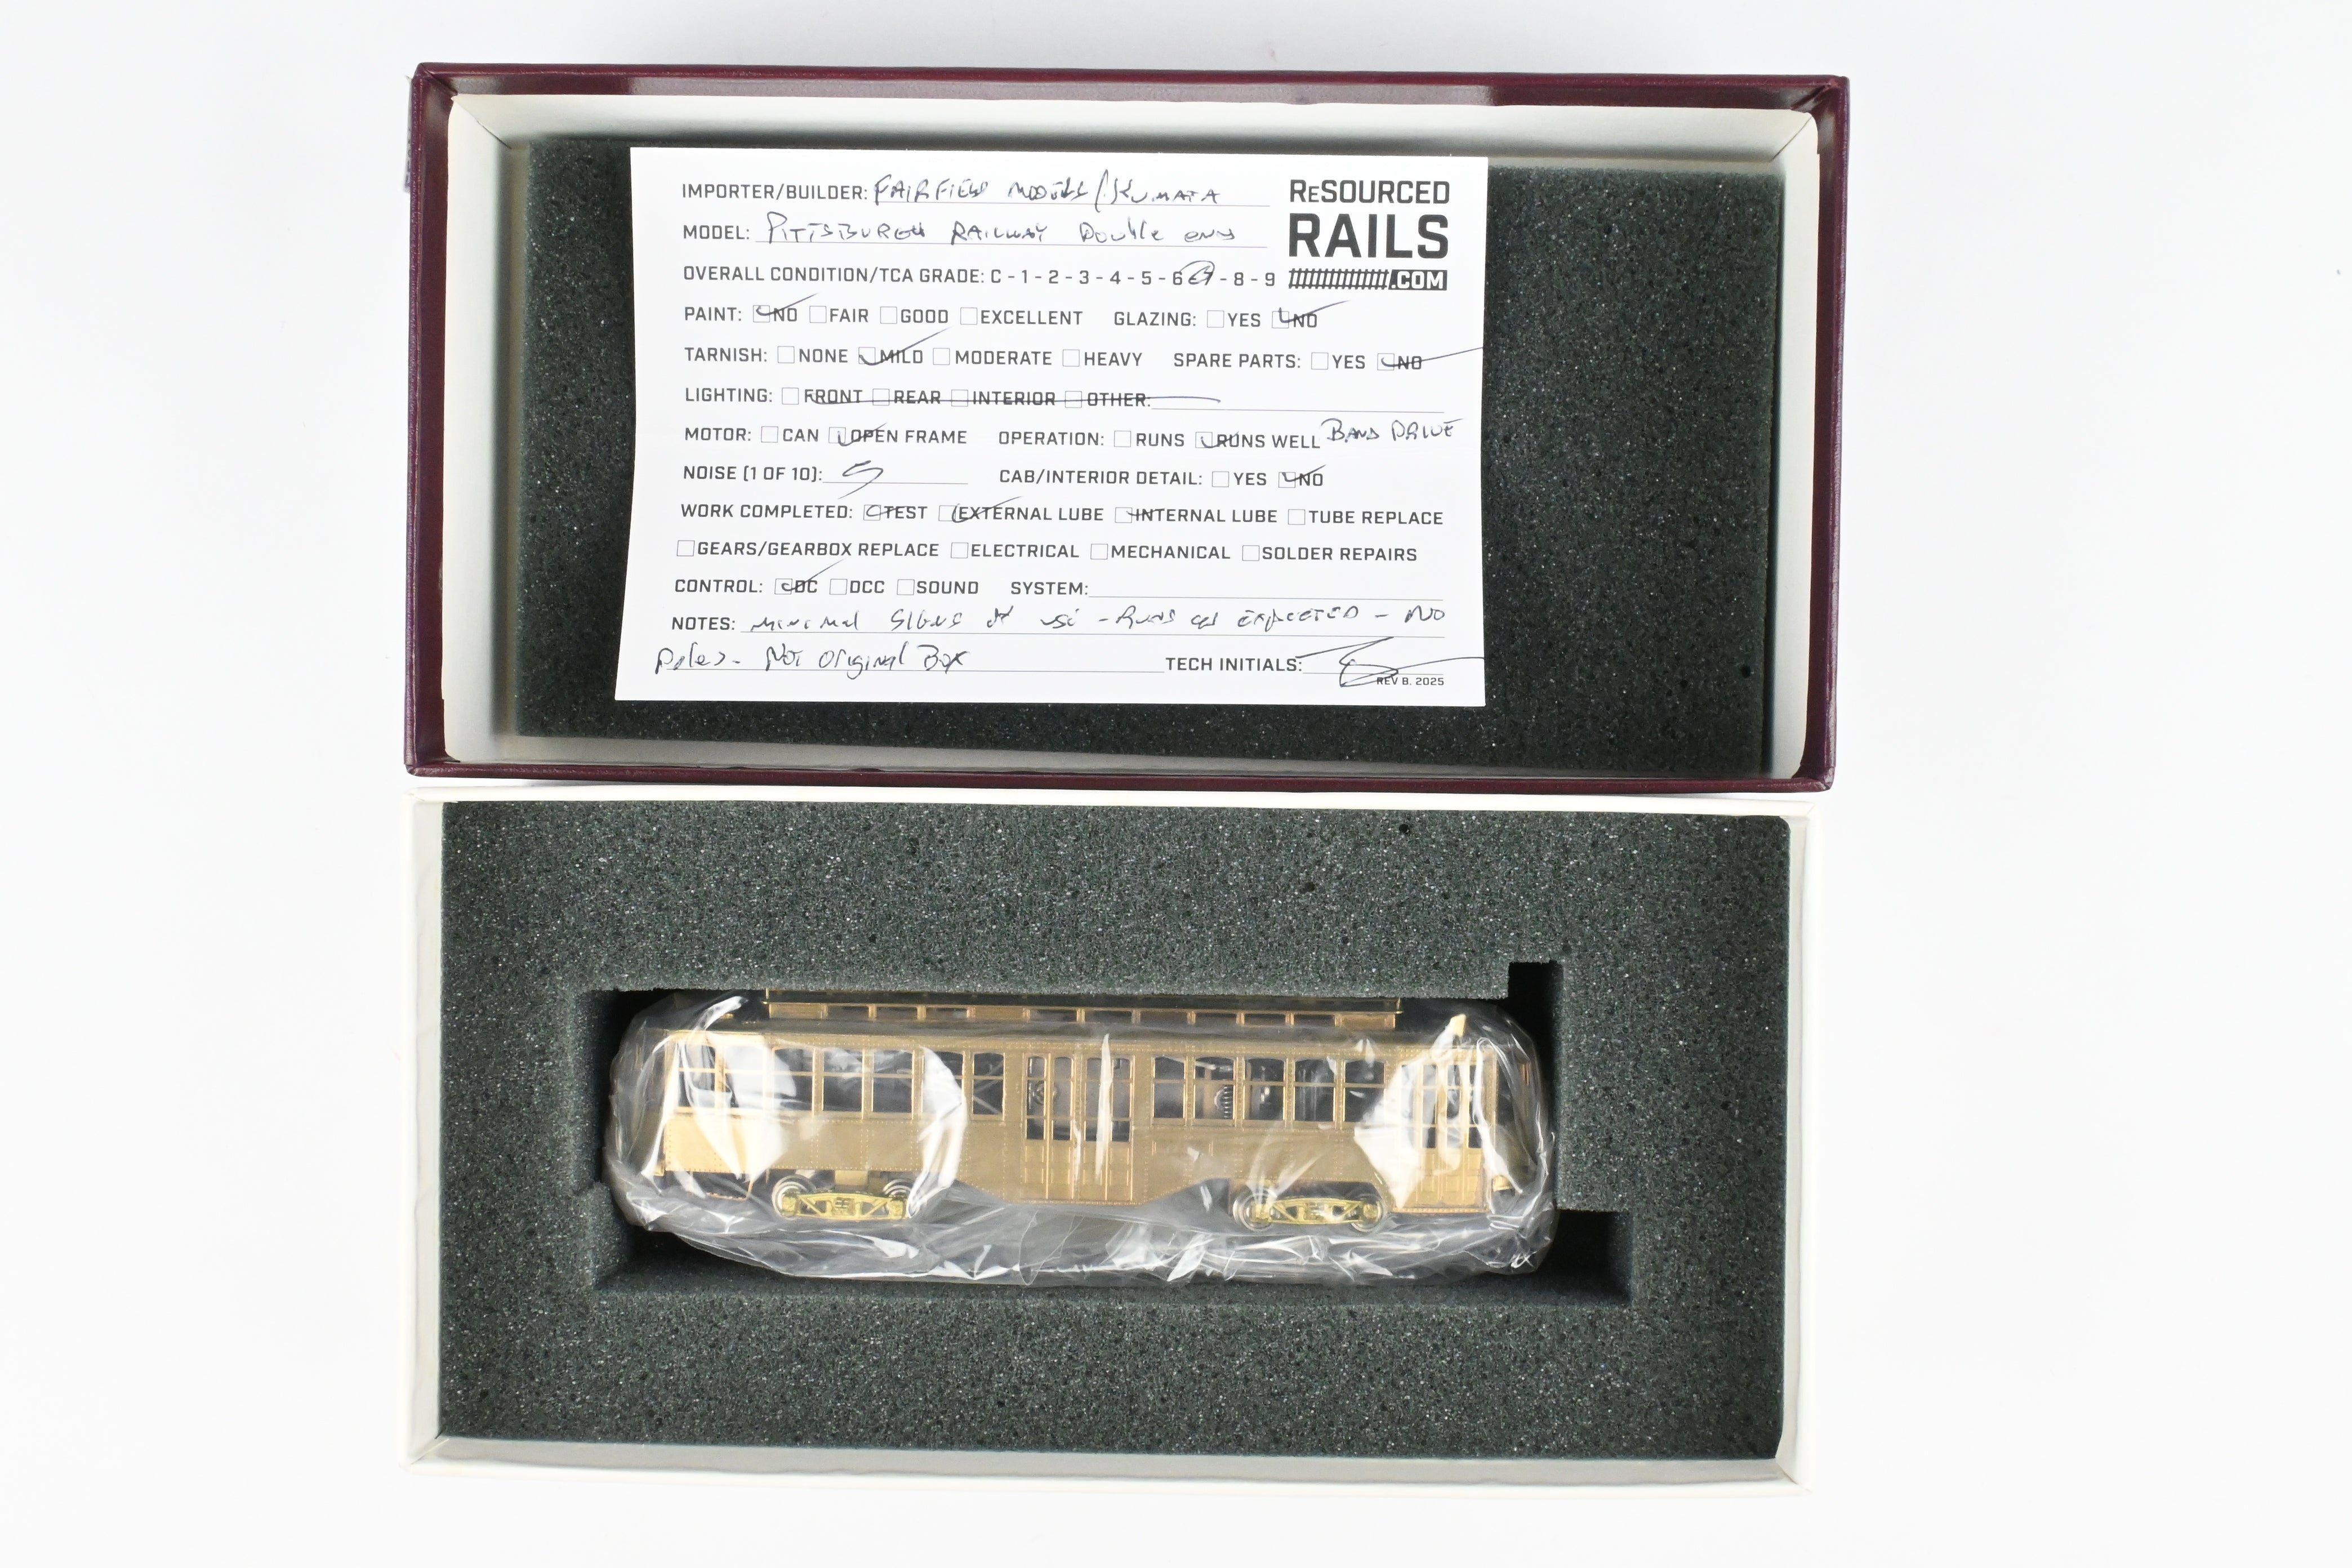 IMPORTER/BUILDER: FAIRFIELD MODELS/KUMATA
RESOURCED
RAILS
.COM
MODEL: PITTSBURGH RAILWAY Double end
OVERALL CONDITION/TCA GRADE: C - 1 - 2 - 3 - 4 - 5 - 6 - 7 - 8 - 9
PAINT: NO FAIR GOOD EXCELLENT GLAZING: YES NO
TARNISH: NONE MILD MODERATE HEAVY SPARE PARTS: YES NO
LIGHTING: FRONT REAR INTERIOR OTHER:
MOTOR: CAN OPEN FRAME OPERATION: RUNS RUNS WELL BAND DRIVE
NOISE (1 OF 10): 5 CAB/INTERIOR DETAIL: YES NO
WORK COMPLETED: TEST EXTERNAL LUBE INTERNAL LUBE TUBE REPLACE
GEARS/GEARBOX REPLACE ELECTRICAL MECHANICAL SOLDER REPAIRS
CONTROL: DC DCC SOUND SYSTEM:
NOTES: minimal SIGNS of use - Runs as EXPECTED - NO
poles - Not Original Box TECH INITIALS:
REV B. 2025